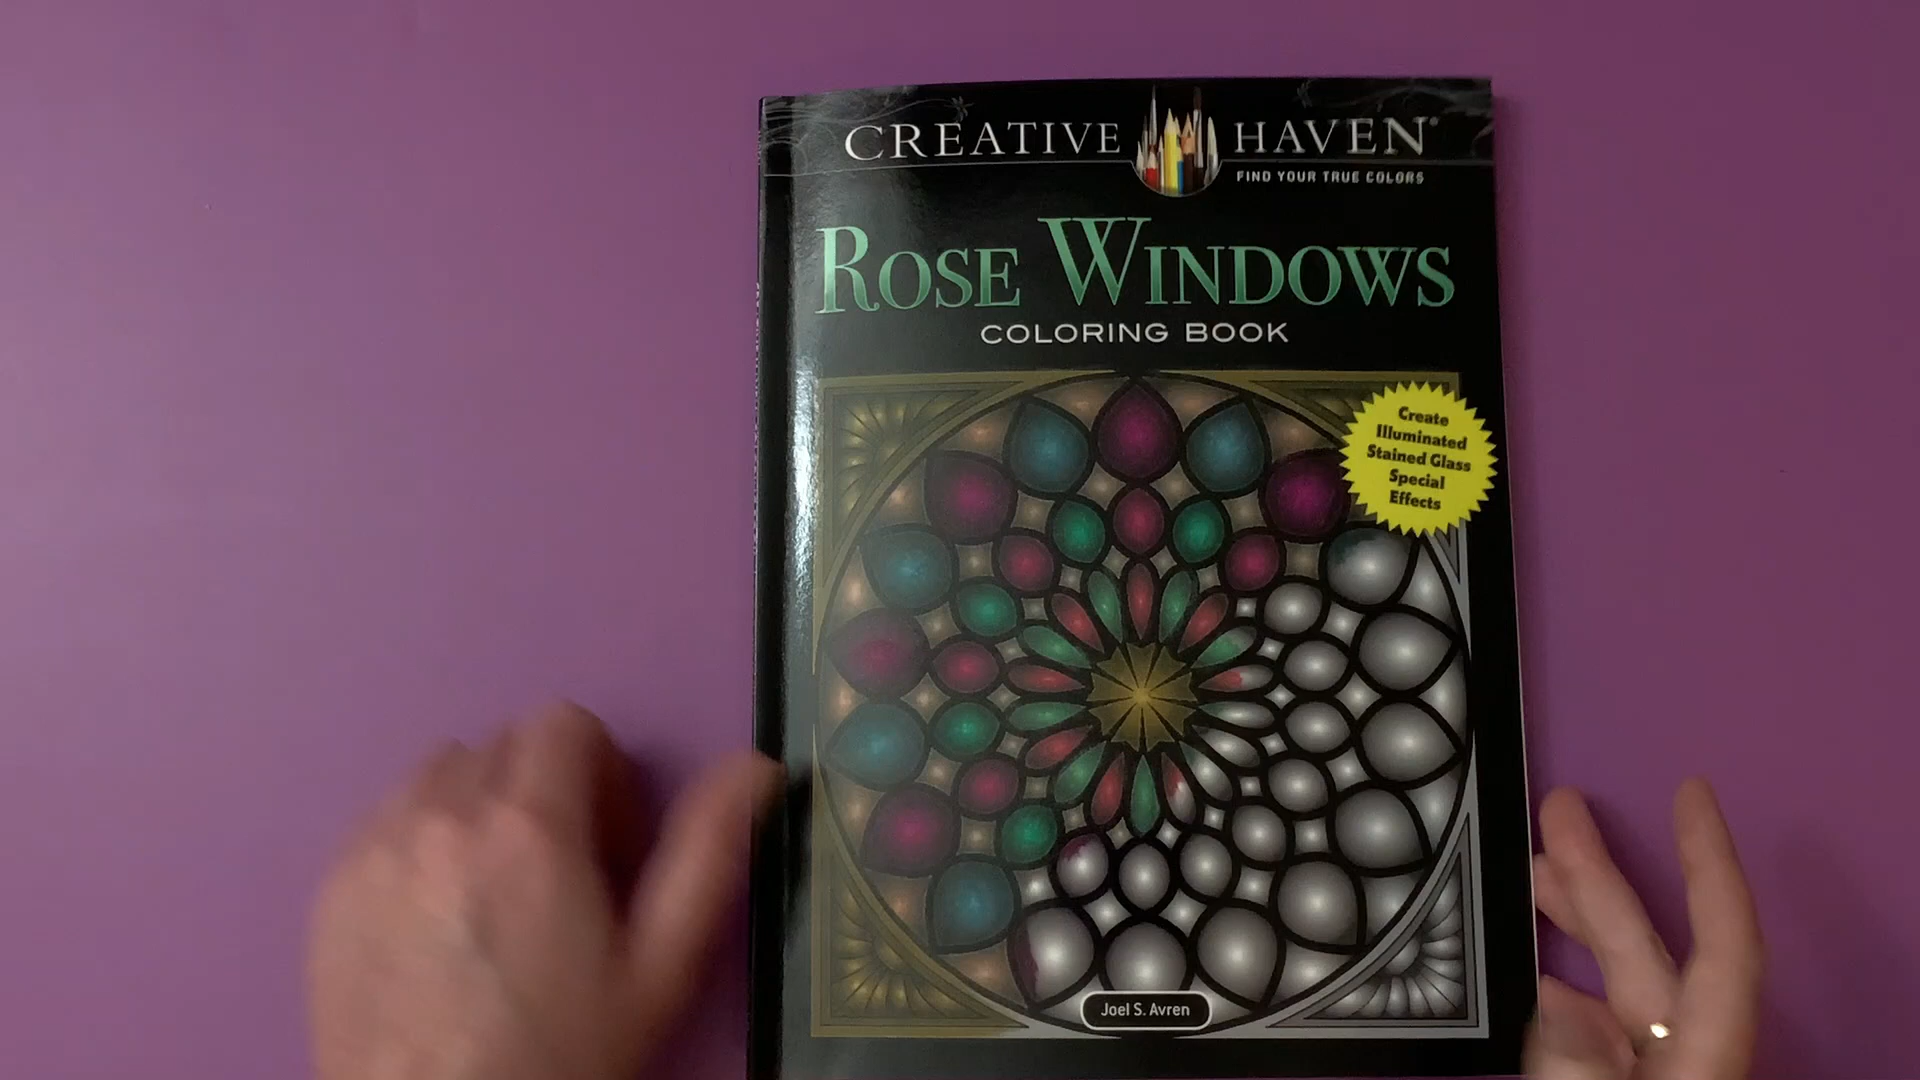 CREATIVE HAVEN®
FIND YOUR TRUE COLORS
ROSE WINDOWS
COLORING BOOK
Create
Illuminated
Stained Glass
Special
Effects
Joel S. Avren